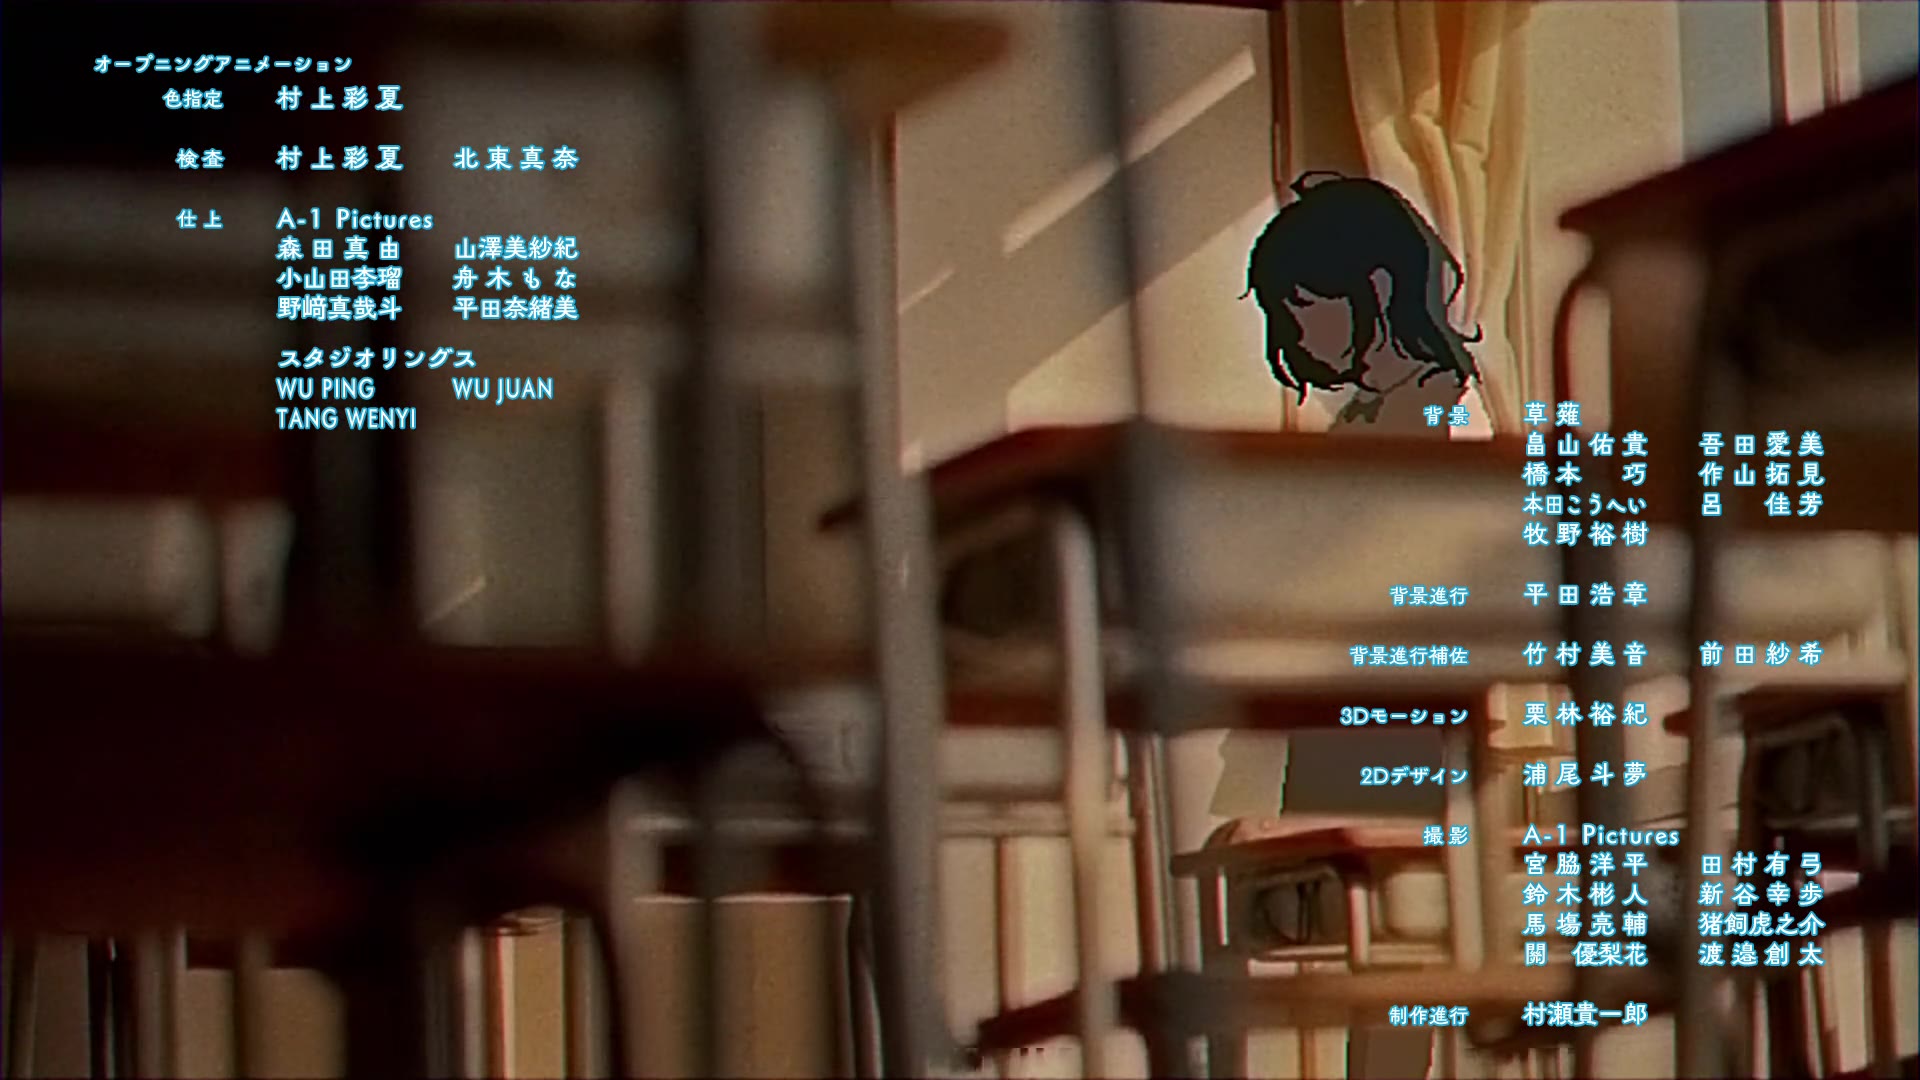 オープニングアニメーション
色指定 村上彩夏
検査 村上彩夏 北東真奈
仕上 A-1 Pictures
森田真由 山澤美紗紀
小山田李瑠 舟木もな
野﨑真哉斗 平田奈緒美
スタジオリングス
WU PING WU JUAN
TANG WENYI
背景 草薙
畠山佑貴 吾田愛美
橋本 巧 作山拓見
本田こうへい 呂 佳芳
牧野裕樹
背景進行 平田浩章
背景進行補佐 竹村美音 前田紗希
3Dモーション 栗林裕紀
2Dデザイン 浦尾斗夢
撮影 A-1 Pictures
宮脇洋平 田村有弓
鈴木彬人 新谷幸歩
馬塲亮輔 猪飼虎之介
關 優梨花 渡邉創太
制作進行 村瀬貴一郎